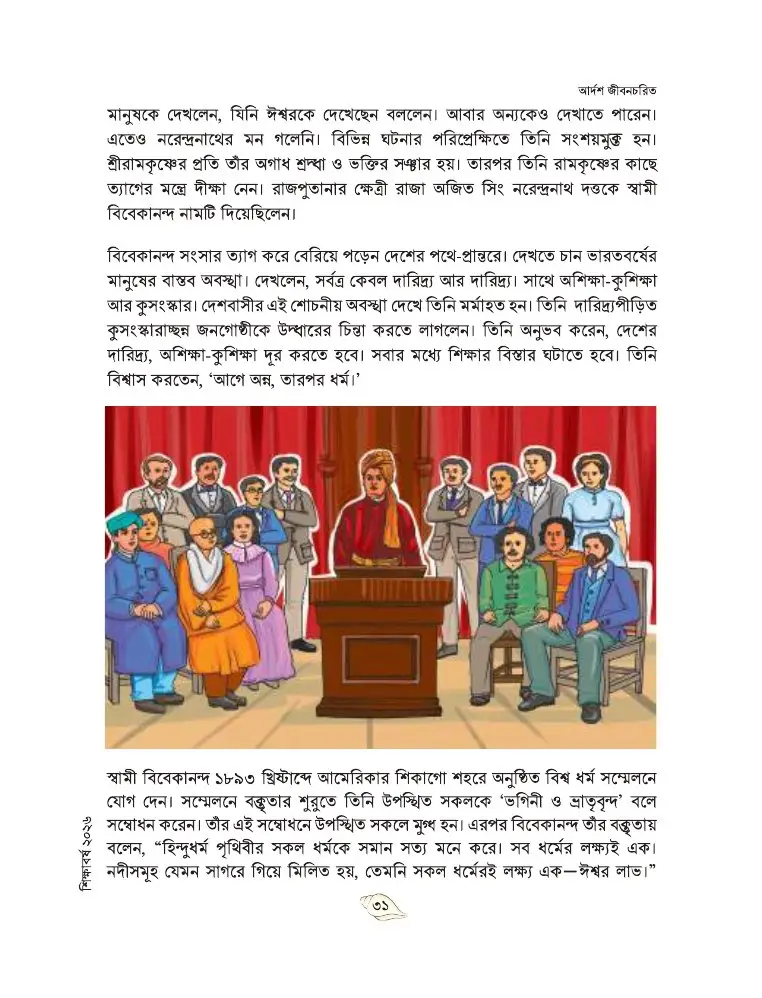 আদর্শ জীবনচরিত
মানুষকে দেখলেন, যিনি ঈশ্বরকে দেখেছেন বললেন। আবার অন্যকেও দেখাতে পারেন।
এতেও নরেন্দ্রনাথের মন গলেনি। বিভিন্ন ঘটনার পরিপ্রেক্ষিতে তিনি সংশয়মুক্ত হন।
শ্রীরামকৃষ্ণের প্রতি তাঁর অগাধ শ্রদ্ধা ও ভক্তির সঞ্চার হয়। তারপর তিনি রামকৃষ্ণের কাছে
ত্যাগের মন্ত্রে দীক্ষা নেন। রাজপুতানার ক্ষেত্রী রাজা অজিত সিং নরেন্দ্রনাথ দত্তকে স্বামী
বিবেকানন্দ নামটি দিয়েছিলেন।
বিবেকানন্দ সংসার ত্যাগ করে বেরিয়ে পড়েন দেশের পথে-প্রান্তরে। দেখতে চান ভারতবর্ষের
মানুষের বাস্তব অবস্থা। দেখলেন, সর্বত্র কেবল দারিদ্র্য আর দারিদ্র্য। সাথে অশিক্ষা-কুশিক্ষা
আর কুসংস্কার। দেশবাসীর এই শোচনীয় অবস্থা দেখে তিনি মর্মাহত হন। তিনি দারিদ্র্যপীড়িত
কুসংস্কারাচ্ছন্ন জনগোষ্ঠীকে উদ্ধারের চিন্তা করতে লাগলেন। তিনি অনুভব করেন, দেশের
দারিদ্র্য, অশিক্ষা-কুশিক্ষা দূর করতে হবে। সবার মধ্যে শিক্ষার বিস্তার ঘটাতে হবে। তিনি
বিশ্বাস করতেন, ‘আগে অন্ন, তারপর ধর্ম।’
স্বামী বিবেকানন্দ ১৮৯৩ খ্রিষ্টাব্দে আমেরিকার শিকাগো শহরে অনুষ্ঠিত বিশ্ব ধর্ম সম্মেলনে
যোগ দেন। সম্মেলনে বক্তৃতার শুরুতে তিনি উপস্থিত সকলকে ‘ভগিনী ও ভ্রাতৃবৃন্দ’ বলে
সম্বোধন করেন। তাঁর এই সম্বোধনে উপস্থিত সকলে মুগ্ধ হন। এরপর বিবেকানন্দ তাঁর বক্তৃতায়
বলেন, “হিন্দুধর্ম পৃথিবীর সকল ধর্মকে সমান সত্য মনে করে। সব ধর্মের লক্ষ্যই এক।
নদীসমূহ যেমন সাগরে গিয়ে মিলিত হয়, তেমনি সকল ধর্মেরই লক্ষ্য এক—ঈশ্বর লাভ।”
শিক্ষাবর্ষ ২০২৬
৩১